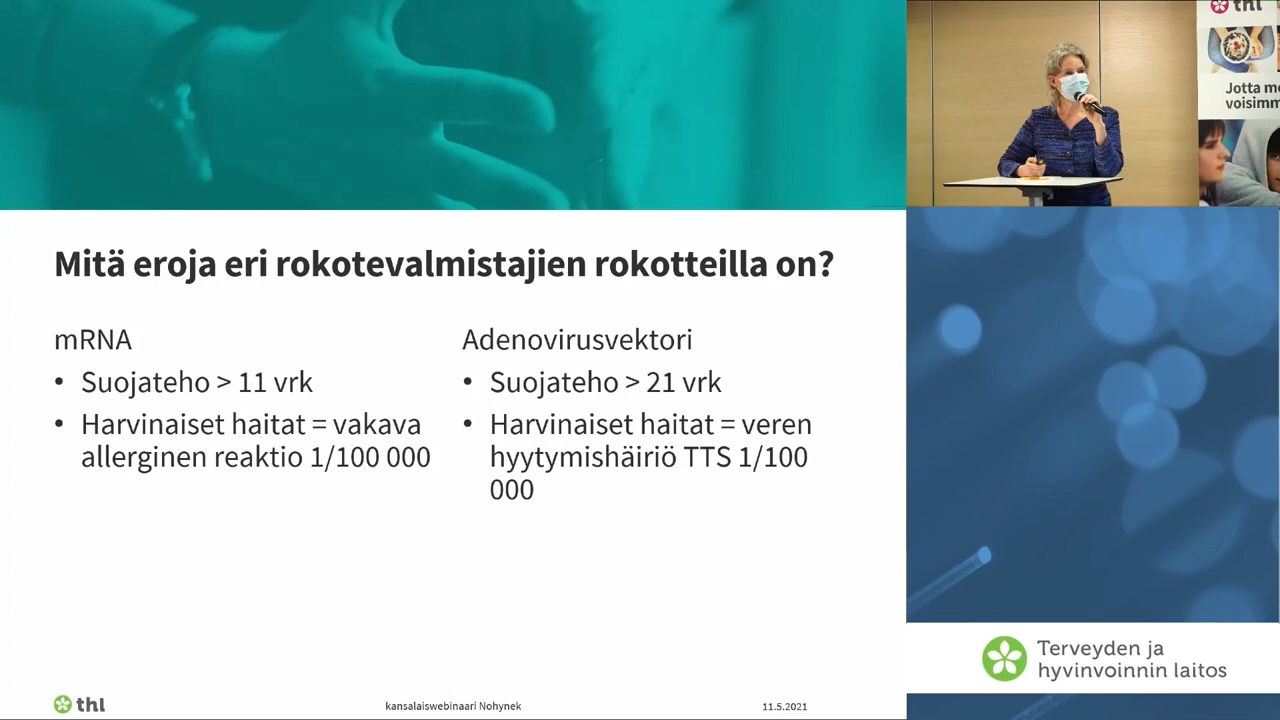 Mitä eroja eri rokotevalmistajien rokotteilla on?
mRNA
• Suojateho > 11 vrk
• Harvinaiset haitat = vakava
allerginen reaktio 1/100 000
Adenovirusvektori
• Suojateho > 21 vrk
• Harvinaiset haitat = veren
hyytymishäiriö TTS 1/100
000
thl
kansalaiswebinaari Nohynek
11.5.2021
thl
Jotta
voisimm
Terveyden ja
hyvinvoinnin laitos